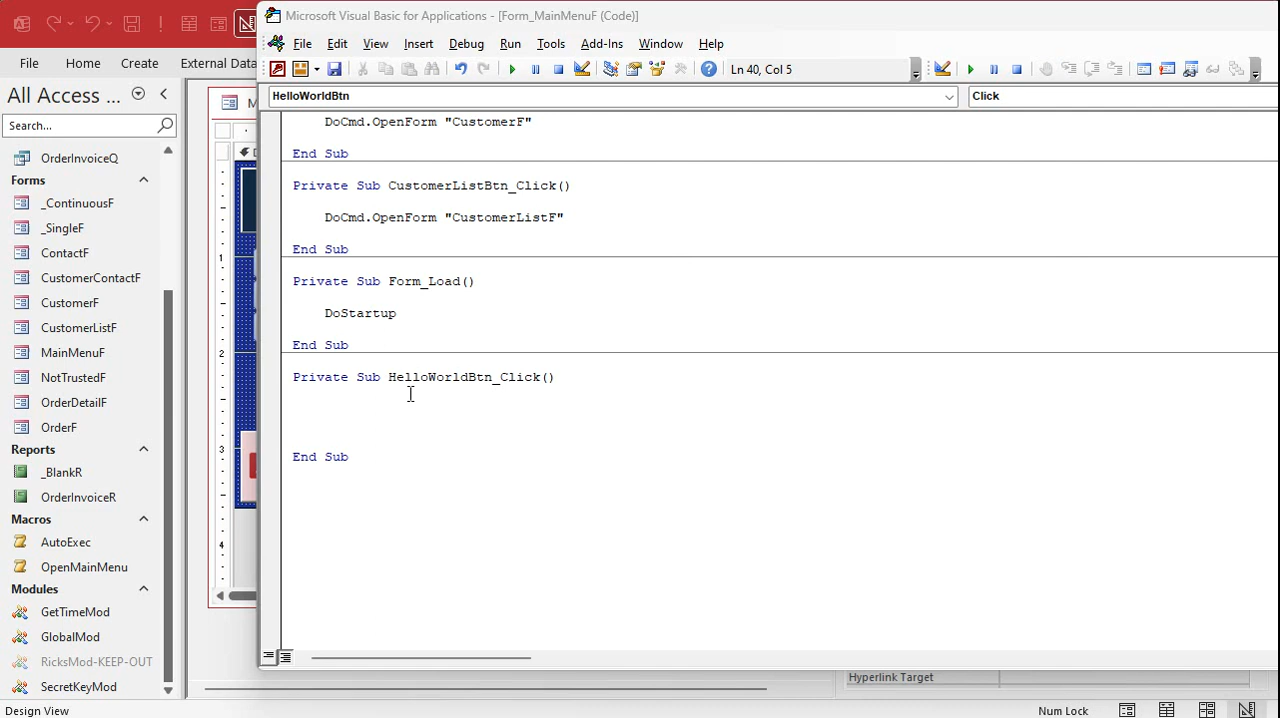 Microsoft Visual Basic for Applications - [Form_MainMenuF (Code)]
File Edit View Insert Debug Run Tools Add-Ins Window Help
Ln 40, Col 5
HelloWorldBtn
Click
File Home Create External Data
All Access ...
Search...
OrderInvoiceQ
Forms
_ContinuousF
_SingleF
ContactF
CustomerContactF
CustomerF
CustomerListF
MainMenuF
NotTrustedF
OrderDetailF
OrderF
Reports
_BlankR
OrderInvoiceR
Macros
AutoExec
OpenMainMenu
Modules
GetTimeMod
GlobalMod
RicksMod-KEEP-OUT
SecretKeyMod
M
1
2
3
4
DoCmd.OpenForm "CustomerF"
End Sub
Private Sub CustomerListBtn_Click()
DoCmd.OpenForm "CustomerListF"
End Sub
Private Sub Form_Load()
DoStartup
End Sub
Private Sub HelloWorldBtn_Click()
End Sub
Hyperlink Target
Design View
Num Lock